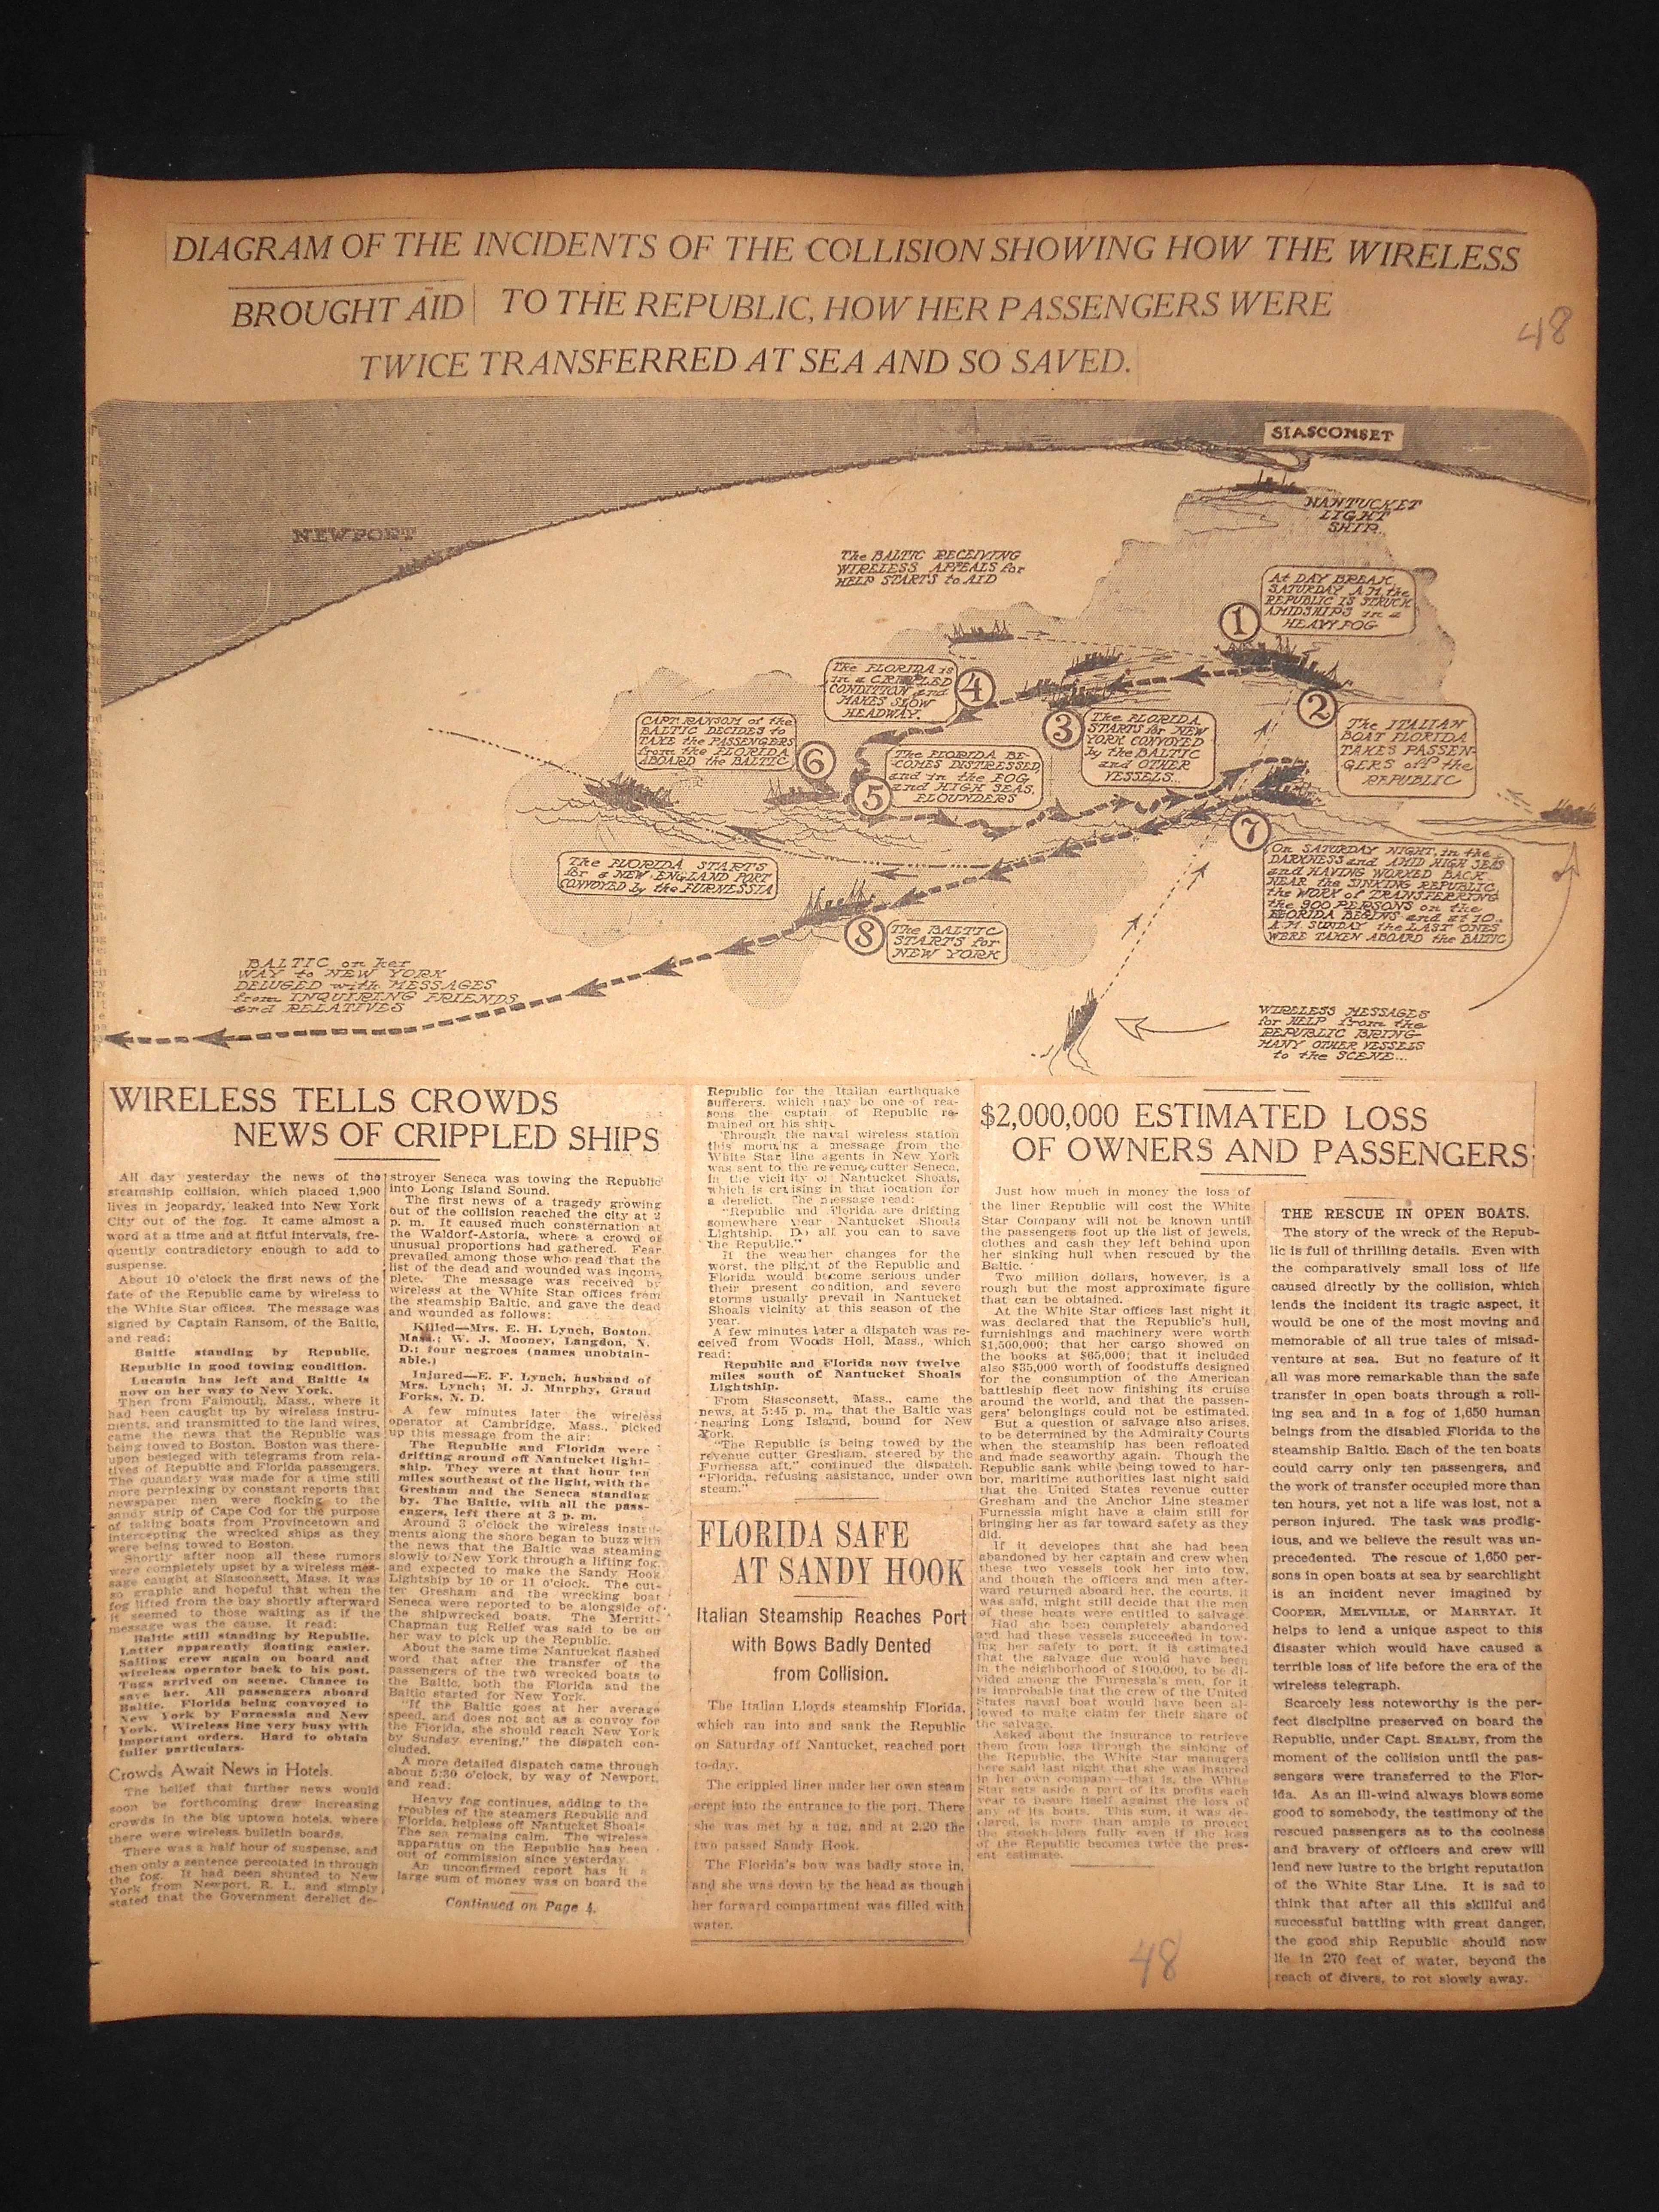 DIAGRAM OF THE INCIDENTS OF THE COLLISION SHOWING HOW THE WIRELESS
BROUGHT AID TO THE REPUBLIC, HOW HER PASSENGERS WERE
TWICE TRANSFERRED AT SEA AND SO SAVED.
48
SIASCONSET
NANTUCKET
LIGHT
SHIP.
NEWPORT
The BALTIC RECEIVING
WIRELESS APPEALS for
HELP STARTS to AID
1
At DAY BREAK
SATURDAY A.M. the
REPUBLIC IS STRUCK
AMIDSHIPS in a
HEAVY FOG
2
The ITALIAN
BOAT FLORIDA
TAKES PASSEN-
GERS off the
REPUBLIC
3
The FLORIDA
STARTS for NEW
YORK CONVOYED
by the BALTIC
and OTHER
VESSELS...
4
The FLORIDA is
in a CRIPPLED
CONDITION and
MAKES SLOW
HEADWAY.
5
The FLORIDA BE-
COMES DISTRESSED
and in the FOG
and HIGH SEAS.
FLOUNDERS
6
CAPT RANSOM of the
BALTIC DECIDES to
TAKE the PASSENGERS
from the FLORIDA
ABOARD the BALTIC
7
On SATURDAY NIGHT, in the
DARKNESS and AMID HIGH SEAS
and HAVING WORKED BACK
NEAR the SINKING REPUBLIC,
the WORK of TRANSFERRING
the 900 PERSONS on the
FLORIDA BEGINS and at 10.
A.M SUNDAY the LAST ONES
WERE TAKEN ABOARD the BALTIC
The FLORIDA STARTS
for a NEW ENGLAND PORT
CONVOYED by the FURNESSIA
8
The BALTIC
STARTS for
NEW YORK
BALTIC on her
WAY to NEW YORK
DELUGED with MESSAGES
from INQUIRING FRIENDS
and RELATIVES
WIRELESS MESSAGES
for HELP from the
REPUBLIC BRING
MANY OTHER VESSELS
to the SCENE...
WIRELESS TELLS CROWDS
NEWS OF CRIPPLED SHIPS
All day yesterday the news of the
steamship collision, which placed 1,900
lives in jeopardy, leaked into New York
City out of the fog. It came almost a
word at a time and at fitful intervals, fre-
quently contradictory enough to add to
suspense.
About 10 o'clock the first news of the
fate of the Republic came by wireless to
the White Star offices. The message was
signed by Captain Ransom, of the Baltic,
and read:
Baltic standing by Republic.
Republic in good towing condition.
Lucania has left and Baltic is
now on her way to New York.
Then from Falmouth, Mass., where it
had been caught up by wireless instru-
ments, and transmitted to the land wires,
came the news that the Republic was
being towed to Boston. Boston was there-
upon besieged with telegrams from rela-
tives of Republic and Florida passengers.
The quandary was made for a time still
more perplexing by constant reports that
newspaper men were flocking to the
sandy strip of Cape Cod for the purpose
of taking boats from Provincetown and
intercepting the wrecked ships as they
were being towed to Boston.
Shortly after noon all these rumors
were completely upset by a wireless mes-
sage caught at Siasconsett, Mass. It was
so graphic and hopeful that when the
fog lifted from the bay shortly afterward
it seemed to those waiting as if the
message was the cause. It read:
Baltic still standing by Republic.
Latter apparently floating easier.
Sailing crew again on board and
wireless operator back to his post.
Tugs arrived on scene. Chance to
save her. All passengers aboard
Baltic. Florida being convoyed to
New York by Furnessia and New
York. Wireless line very busy with
important orders. Hard to obtain
fuller particulars.
Crowds Await News in Hotels.
The belief that further news would
soon be forthcoming drew increasing
crowds in the big uptown hotels, where
there were wireless bulletin boards.
There was a half hour of suspense, and
then only a sentence percolated in through
the fog. It had been shunted to New
York from Newport, R. I., and simply
stated that the Government derelict de-
stroyer Seneca was towing the Republic
into Long Island Sound.
The first news of a tragedy growing
out of the collision reached the city at 2
p. m. It caused much consternation at
the Waldorf-Astoria, where a crowd of
unusual proportions had gathered. Fear
prevailed among those who read that the
list of the dead and wounded was incom-
plete. The message was received by
wireless at the White Star offices from
the steamship Baltic, and gave the dead
and wounded as follows:
Killed—Mrs. E. H. Lynch, Boston.
Mass.; W. J. Mooney, Langdon, N.
D.; four negroes (names unobtain-
able.)
Injured—E. F. Lynch, husband of
Mrs. Lynch; M. J. Murphy, Grand
Forks, N. D.
A few minutes later the wireless
operator at Cambridge, Mass., picked
up this message from the air:
The Republic and Florida were
drifting around off Nantucket light-
ship. They were at that hour ten
miles southeast of the light, with the
Gresham and the Seneca standing
by. The Baltic, with all the pass-
engers, left there at 3 p. m.
Around 3 o'clock the wireless instru-
ments along the shore began to buzz with
the news that the Baltic was steaming
slowly to New York through a lifting fog
and expected to make the Sandy Hook
Lightship by 10 or 11 o'clock. The cut-
ter Gresham and the wrecking boat
Seneca were reported to be alongside of
the shipwrecked boats. The Merritt-
Chapman tug Relief was said to be on
her way to pick up the Republic.
About the same time Nantucket flashed
word that after the transfer of the
passengers of the two wrecked boats to
the Baltic, both the Florida and the
Baltic started for New York.
"If the Baltic goes at her average
speed, and does not act as a convoy for
the Florida, she should reach New York
by Sunday evening," the dispatch con-
cluded.
A more detailed dispatch came through
about 5:30 o'clock, by way of Newport,
and read:
Heavy fog continues, adding to the
troubles of the steamers Republic and
Florida, helpless off Nantucket Shoals
The sea remains calm. The wireless
apparatus on the Republic has been
out of commission since yesterday.
An unconfirmed report has it a
large sum of money was on board the
Continued on Page 4.
Republic for the Italian earthquake
sufferers, which may be one of rea-
sons the captain of Republic re-
mained on his ship.
Through the naval wireless station
this morning a message from the
White Star line agents in New York
was sent to the revenue cutter Seneca,
in the vicinity of Nantucket Shoals,
which is cruising in that location for
a derelict. The message read:
"Republic and Florida are drifting
somewhere near Nantucket Shoals
Lightship. Do all you can to save
the Republic."
If the weather changes for the
worst, the plight of the Republic and
Florida would become serious under
their present condition, and severe
storms usually prevail in Nantucket
Shoals vicinity at this season of the
year.
A few minutes later a dispatch was re-
ceived from Woods Holl, Mass., which
read:
Republic and Florida now twelve
miles south of Nantucket Shoals
Lightship.
From Siasconsett, Mass., came the
news, at 5:45 p. m., that the Baltic was
nearing Long Island, bound for New
York.
"The Republic is being towed by the
revenue cutter Gresham, steered by the
Furnessa aft," continued the dispatch.
"Florida, refusing assistance, under own
steam."
FLORIDA SAFE
AT SANDY HOOK
Italian Steamship Reaches Port
with Bows Badly Dented
from Collision.
The Italian Lloyds steamship Florida,
which ran into and sank the Republic
on Saturday off Nantucket, reached port
to-day.
The crippled liner under her own steam
crept into the entrance to the port. There
she was met by a tug, and at 2.20 the
two passed Sandy Hook.
The Florida's bow was badly stove in,
and she was down by the head as though
her forward compartment was filled with
water.
$2,000,000 ESTIMATED LOSS
OF OWNERS AND PASSENGERS
Just how much in money the loss of
the liner Republic will cost the White
Star Company will not be known until
the passengers foot up the list of jewels,
clothes and cash they left behind upon
her sinking hull when rescued by the
Baltic.
Two million dollars, however, is a
rough but the most approximate figure
that can be obtained.
At the White Star offices last night it
was declared that the Republic's hull,
furnishings and machinery were worth
$1,500,000; that her cargo showed on
the books at $65,000; that it included
also $35,000 worth of foodstuffs designed
for the consumption of the American
battleship fleet now finishing its cruise
around the world, and that the passen-
gers' belongings could not be estimated.
But a question of salvage also arises,
to be determined by the Admiralty Courts
when the steamship has been refloated
and made seaworthy again. Though the
Republic sank while being towed to har-
bor, maritime authorities last night said
that the United States revenue cutter
Gresham and the Anchor Line steamer
Furnessia might have a claim still for
bringing her as far toward safety as they
did.
If it developes that she had been
abandoned by her captain and crew when
these two vessels took her into tow,
and though the officers and men after-
ward returned aboard her, the courts, it
was said, might still decide that the men
of these boats were entitled to salvage.
Had she been completely abandoned
and had these vessels succeeded in tow-
ing her safely to port, it is estimated
that the salvage due would have been
in the neighborhood of $100,000, to be di-
vided among the Furnessia's men, for it
is improbable that the crew of the United
States naval boat would have been al-
lowed to make claim for their share of
the salvage.
Asked about the insurance to retrieve
them from loss through the sinking of
the Republic, the White Star managers
here said last night that she was insured
in her own company—that is, the White
Star sets aside a part of its profits each
year to insure itself against the loss of
any of its boats. This sum, it was de-
clared, is more than ample to protect
the stockholders fully even if the loss
of the Republic becomes twice the pres-
ent estimate.
48
THE RESCUE IN OPEN BOATS.
The story of the wreck of the Repub-
lic is full of thrilling details. Even with
the comparatively small loss of life
caused directly by the collision, which
lends the incident its tragic aspect, it
would be one of the most moving and
memorable of all true tales of misad-
venture at sea. But no feature of it
all was more remarkable than the safe
transfer in open boats through a roll-
ing sea and in a fog of 1,650 human
beings from the disabled Florida to the
steamship Baltic. Each of the ten boats
could carry only ten passengers, and
the work of transfer occupied more than
ten hours, yet not a life was lost, not a
person injured. The task was prodig-
ious, and we believe the result was un-
precedented. The rescue of 1,650 per-
sons in open boats at sea by searchlight
is an incident never imagined by
COOPER, MELVILLE, or MARRYAT. It
helps to lend a unique aspect to this
disaster which would have caused a
terrible loss of life before the era of the
wireless telegraph.
Scarcely less noteworthy is the per-
fect discipline preserved on board the
Republic, under Capt. SEALBY, from the
moment of the collision until the pas-
sengers were transferred to the Flor-
ida. As an ill-wind always blows some
good to somebody, the testimony of the
rescued passengers as to the coolness
and bravery of officers and crew will
lend new lustre to the bright reputation
of the White Star Line. It is sad to
think that after all this skillful and
successful battling with great danger,
the good ship Republic should now
lie in 270 feet of water, beyond the
reach of divers, to rot slowly away.